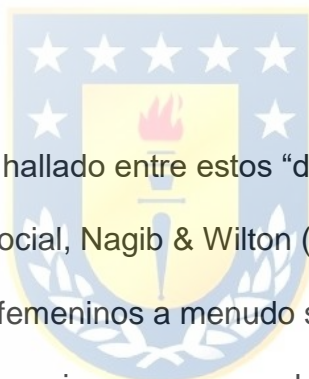 hallado entre estos “d
ocial, Nagib & Wilton (
femeninos a menudo s